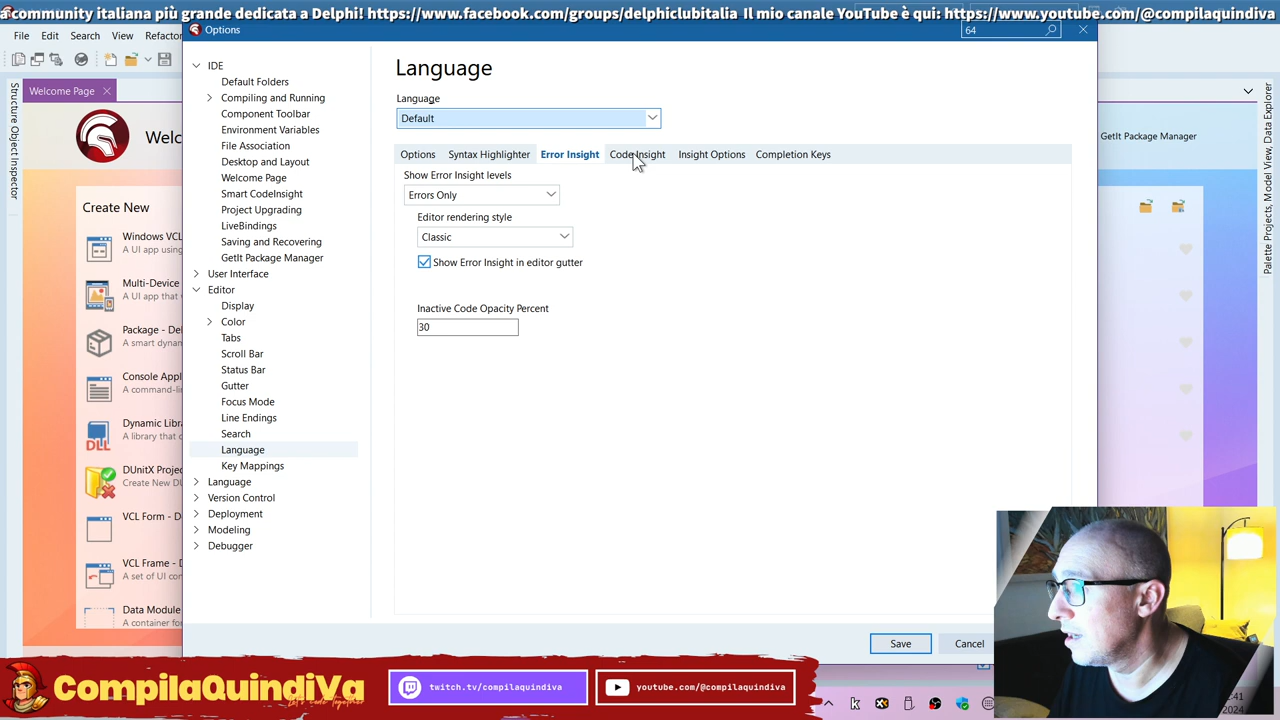 a community italiana più grande dedicata a Delphi! https://www.facebook.com/groups/delphiclubitalia Il mio canale YouTube è qui: https://www.youtube.com/@compilaquindiva
Options
64
File Edit Search View Refactor
Welcome Page
Structure Object Inspector
Create New
Windows VCL
A UI app using
Multi-Device
A UI app that
Package - Del
A smart dynam
Console Appl
A command-lin
Dynamic Libr
A library that c
DLL
DUnitX Projec
Create New DU
VCL Form - D
VCL Frame - D
A set of UI com
Data Module
A container for
IDE
Default Folders
Compiling and Running
Component Toolbar
Environment Variables
File Association
Desktop and Layout
Welcome Page
Smart CodeInsight
Project Upgrading
LiveBindings
Saving and Recovering
GetIt Package Manager
User Interface
Editor
Display
Color
Tabs
Scroll Bar
Status Bar
Gutter
Focus Mode
Line Endings
Search
Language
Key Mappings
Language
Version Control
Deployment
Modeling
Debugger
Language
Language
Default
Options Syntax Highlighter Error Insight Code Insight Insight Options Completion Keys
Show Error Insight levels
Errors Only
Editor rendering style
Classic
Show Error Insight in editor gutter
Inactive Code Opacity Percent
30
Save Cancel
GetIt Package Manager
Palette Projects, Model View, Data Explorer
CompilaQuindiVa
twitch.tv/compilaquindiva
youtube.com/@compilaquindiva